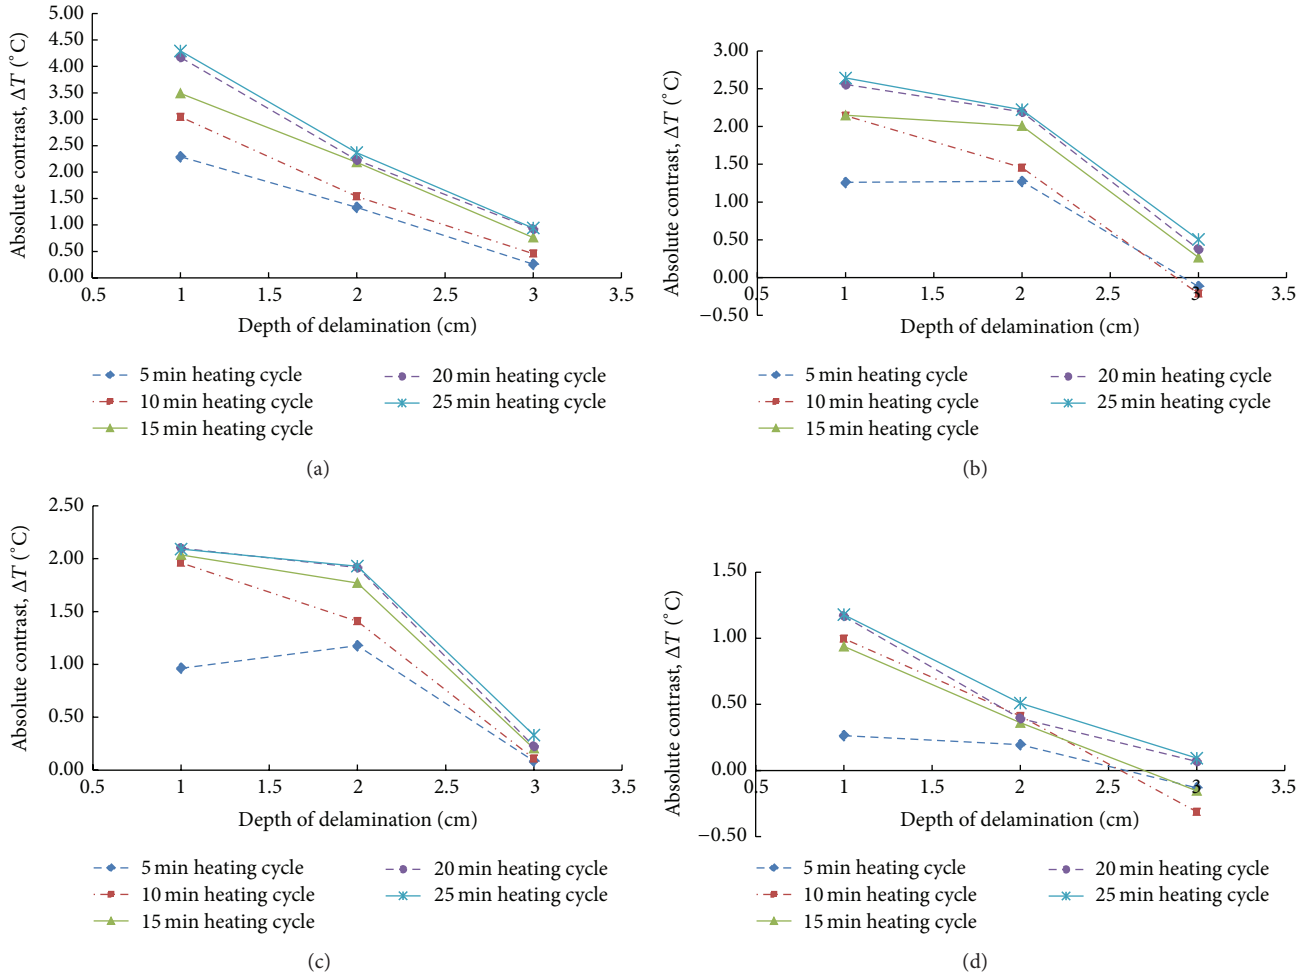 5.00
4.50
4.00
3.50
3.00
2.50
2.00
1.50
1.00
0.50
0.00
Absolute contrast, ΔT (°C)
0.5 1 1.5 2 2.5 3 3.5
Depth of delamination (cm)
5 min heating cycle
10 min heating cycle
15 min heating cycle
20 min heating cycle
25 min heating cycle
(a)
3.00
2.50
2.00
1.50
1.00
0.50
0.00
−0.50
Absolute contrast, ΔT (°C)
0.5 1 1.5 2 2.5 3 3.5
Depth of delamination (cm)
5 min heating cycle
10 min heating cycle
15 min heating cycle
20 min heating cycle
25 min heating cycle
(b)
2.50
2.00
1.50
1.00
0.50
0.00
Absolute contrast, ΔT (°C)
0.5 1 1.5 2 2.5 3 3.5
Depth of delamination (cm)
5 min heating cycle
10 min heating cycle
15 min heating cycle
20 min heating cycle
25 min heating cycle
(c)
1.50
1.00
0.50
0.00
−0.50
Absolute contrast, ΔT (°C)
0.5 1 1.5 2 2.5 3 3.5
Depth of delamination (cm)
5 min heating cycle
10 min heating cycle
15 min heating cycle
20 min heating cycle
25 min heating cycle
(d)